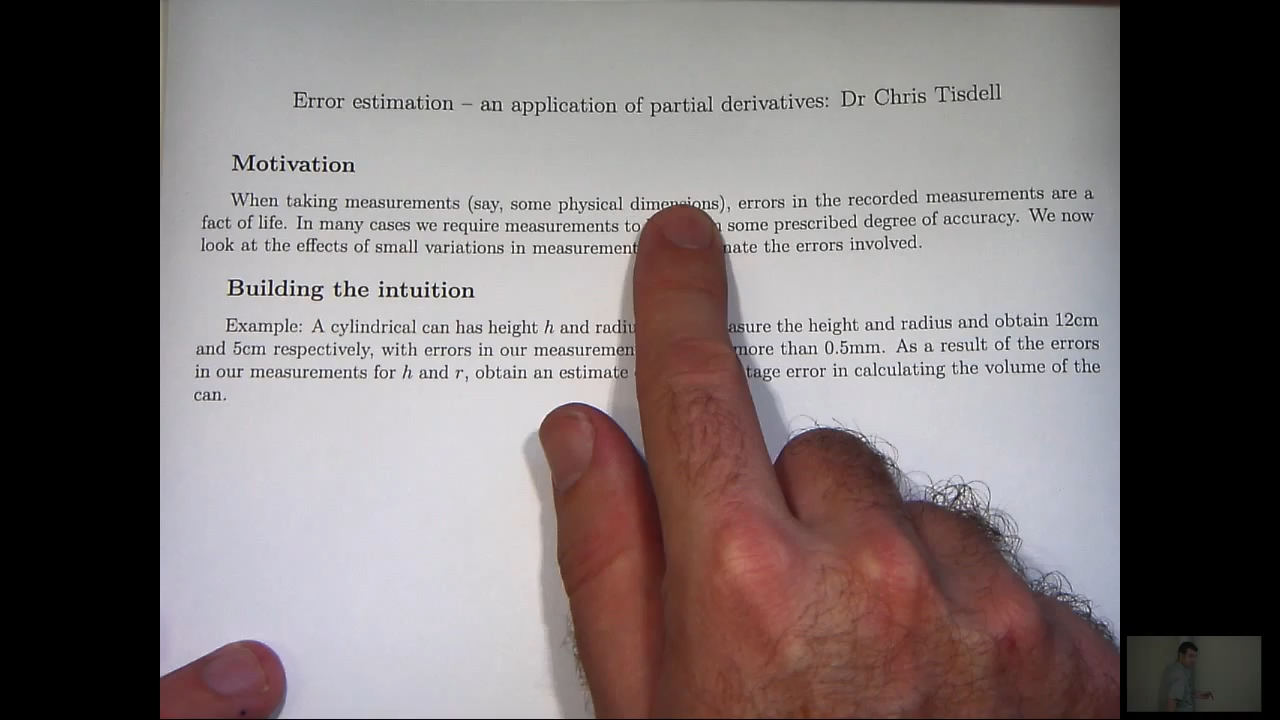 Error estimation – an application of partial derivatives: Dr Chris Tisdell
Motivation
When taking measurements (say, some physical dimensions), errors in the recorded measurements are a
fact of life. In many cases we require measurements to some prescribed degree of accuracy. We now
look at the effects of small variations in measurement the errors involved.
Building the intuition
Example: A cylindrical can has height h and the height and radius and obtain 12cm
and 5cm respectively, with errors in our more than 0.5mm. As a result of the errors
in our measurements for h and r, obtain an estimate error in calculating the volume of the
can.